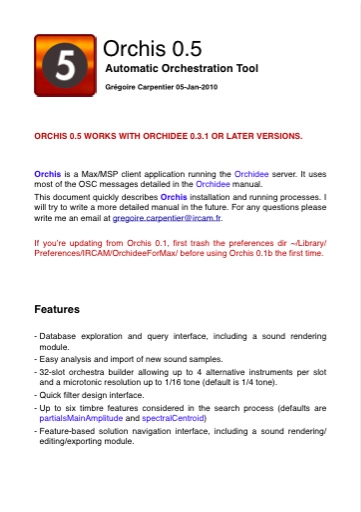 5
Orchis 0.5
Automatic Orchestration Tool
Grégoire Carpentier 05-Jan-2010
ORCHIS 0.5 WORKS WITH ORCHIDEE 0.3.1 OR LATER VERSIONS.
Orchis is a Max/MSP client application running the Orchidee server. It uses
most of the OSC messages detailed in the Orchidee manual.
This document quickly describes Orchis installation and running processes. I
will try to write a more detailed manual in the future. For any questions please
write me an email at gregoire.carpentier@ircam.fr.
If you're updating from Orchis 0.1, first trash the preferences dir ~/Library/
Preferences/IRCAM/OrchideeForMax/ before using Orchis 0.1b the first time.
Features
- Database exploration and query interface, including a sound rendering
module.
- Easy analysis and import of new sound samples.
- 32-slot orchestra builder allowing up to 4 alternative instruments per slot
and a microtonic resolution up to 1/16 tone (default is 1/4 tone).
- Quick filter design interface.
- Up to six timbre features considered in the search process (defaults are
partialsMainAmplitude and spectralCentroid)
- Feature-based solution navigation interface, including a sound rendering/
editing/exporting module.